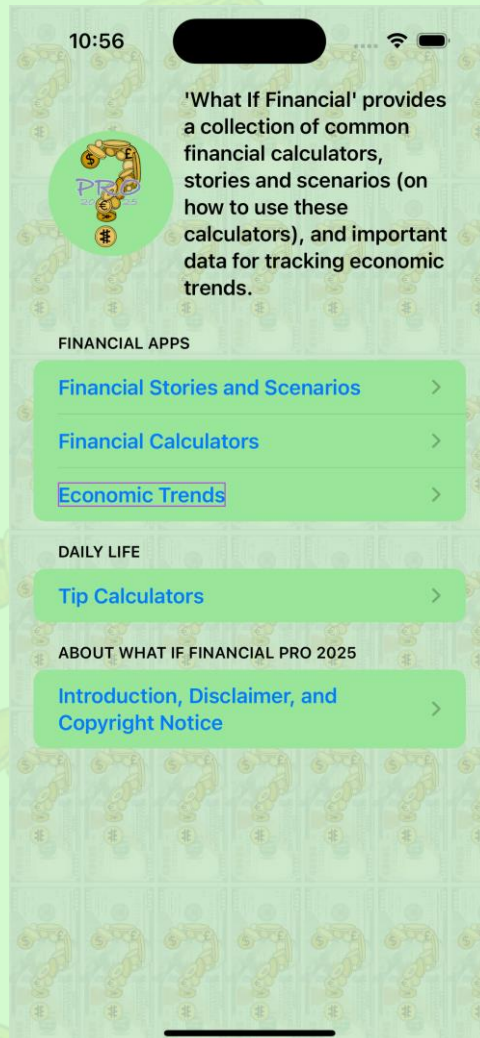 10:56
'What If Financial' provides
a collection of common
financial calculators,
stories and scenarios (on
how to use these
calculators), and important
data for tracking economic
trends.
PRO
FINANCIAL APPS
Financial Stories and Scenarios
Financial Calculators
Economic Trends
DAILY LIFE
Tip Calculators
ABOUT WHAT IF FINANCIAL PRO 2025
Introduction, Disclaimer, and
Copyright Notice